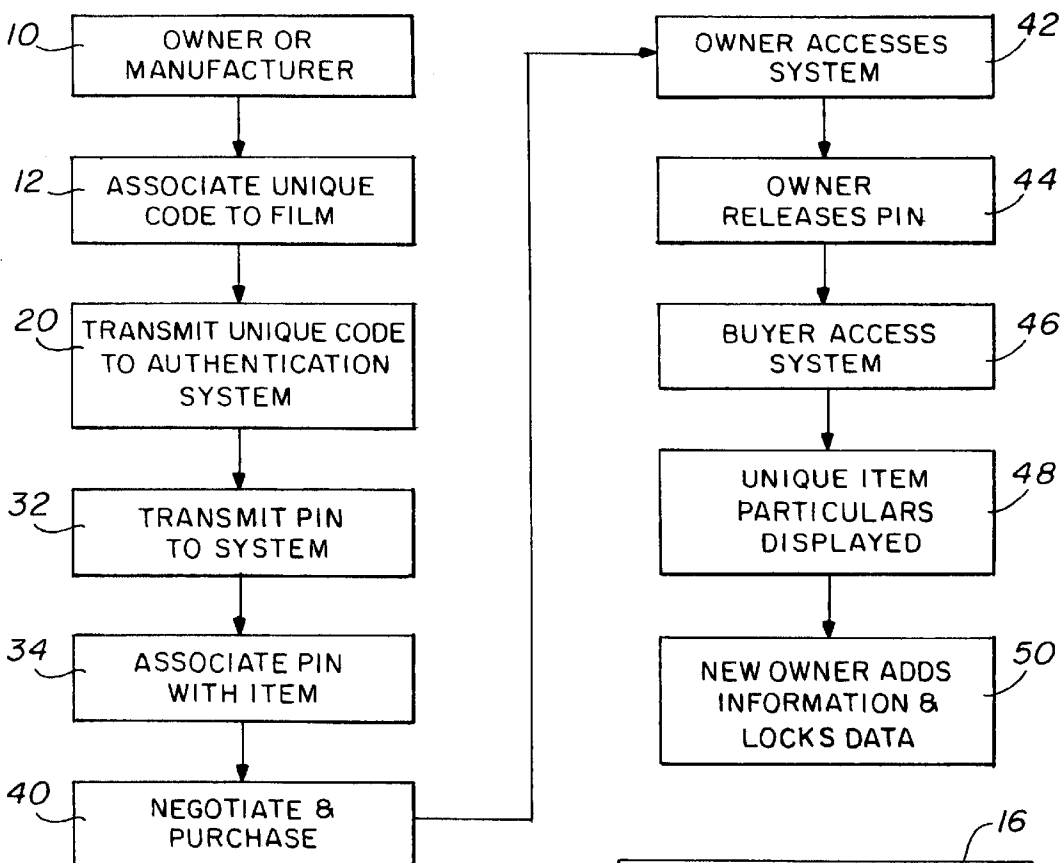 10
OWNER OR
MANUFACTURER
12
ASSOCIATE UNIQUE
CODE TO FILM
20
TRANSMIT UNIQUE CODE
TO AUTHENTICATION
SYSTEM
32
TRANSMIT PIN
TO SYSTEM
34
ASSOCIATE PIN
WITH ITEM
40
NEGOTIATE &
PURCHASE
42
OWNER ACCESSES
SYSTEM
44
OWNER
RELEASES PIN
46
BUYER ACCESS
SYSTEM
48
UNIQUE ITEM
PARTICULARS
DISPLAYED
50
NEW OWNER ADDS
INFORMATION &
LOCKS DATA
16